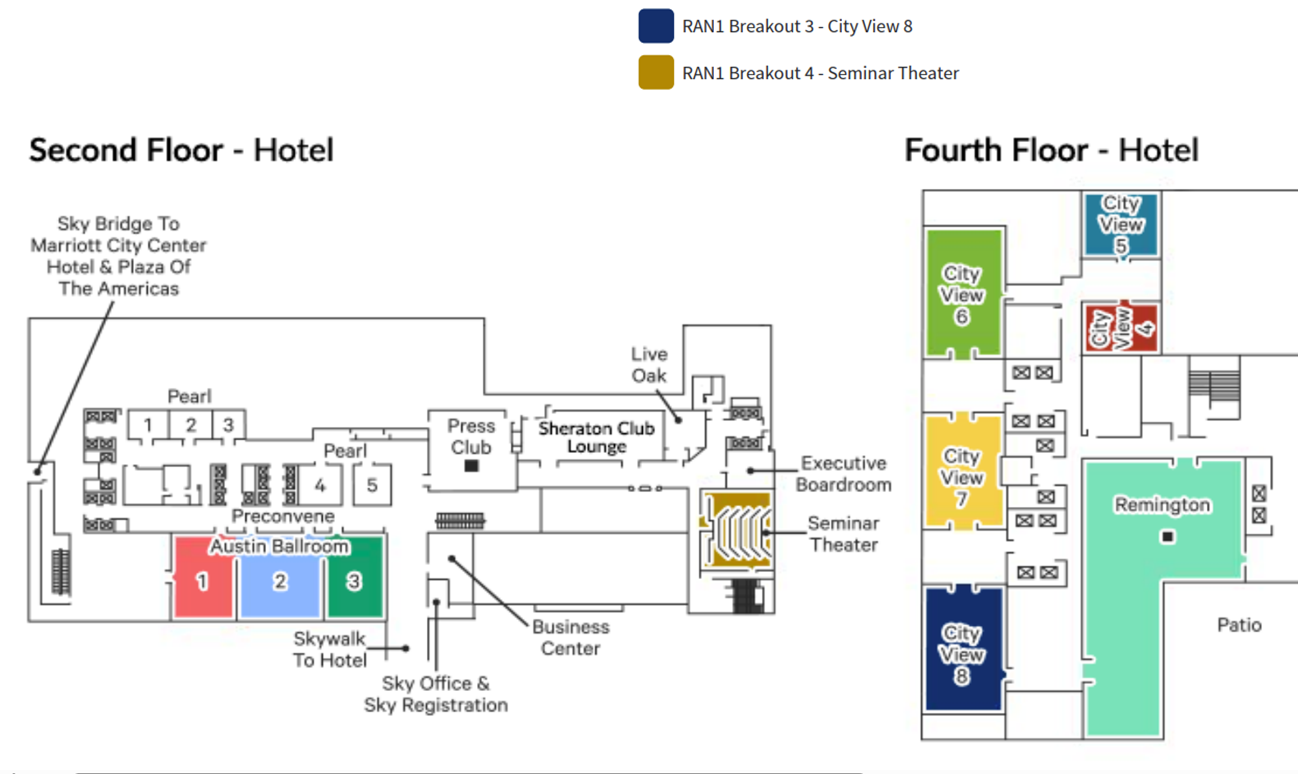 RAN1 Breakout 3 - City View 8
RAN1 Breakout 4 - Seminar Theater
Second Floor - Hotel
Sky Bridge To
Marriott City Center
Hotel & Plaza Of
The Americas
Pearl
1 2 3
Pearl
4 5
Preconvene
Austin Ballroom
1 2 3
Press
Club
Sheraton Club
Lounge
Live
Oak
Executive
Boardroom
Seminar
Theater
Business
Center
Skywalk
To Hotel
Sky Office &
Sky Registration
Fourth Floor - Hotel
City
View
5
City
View
6
City
View
4
City
View
7
Remington
City
View
8
Patio